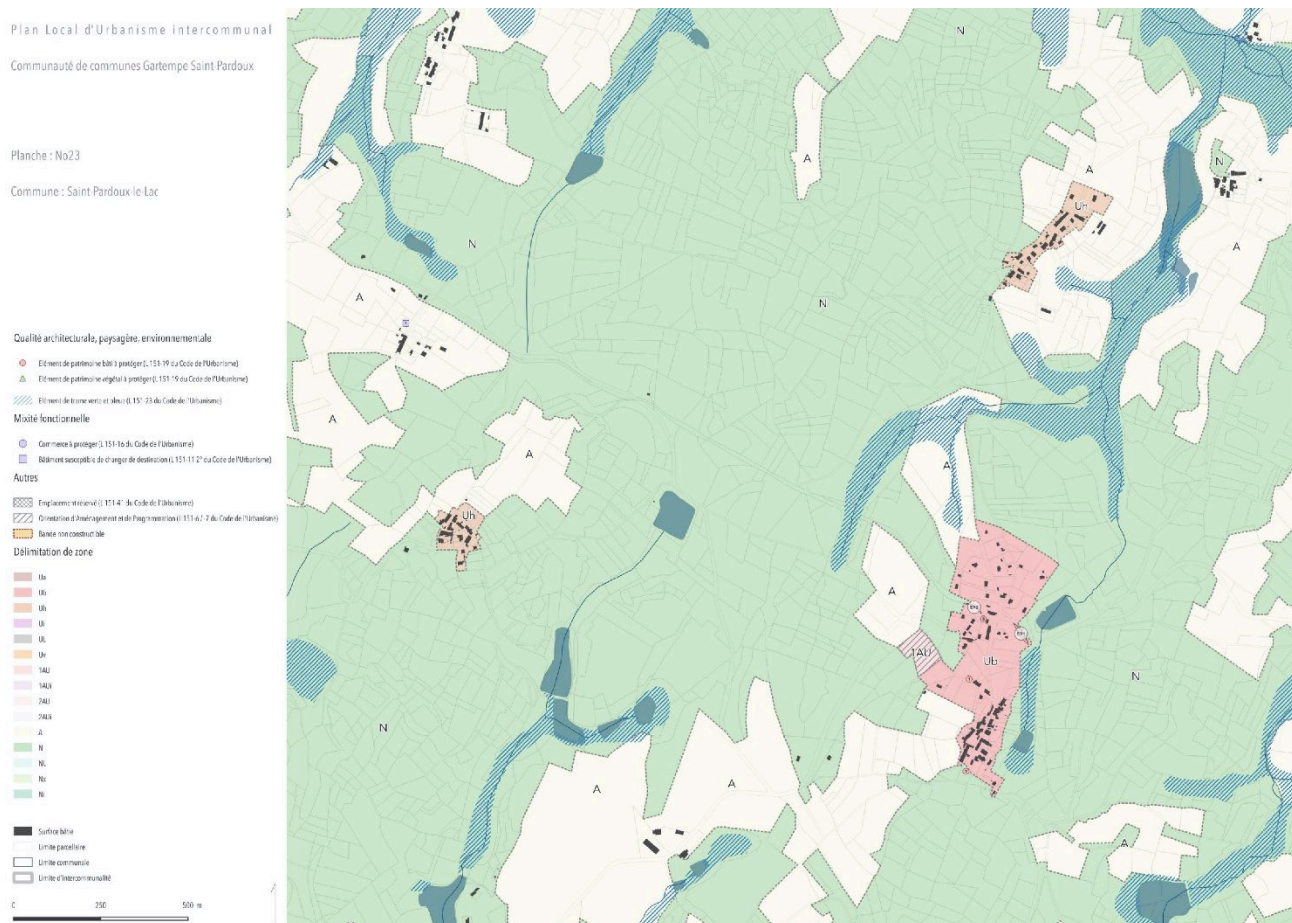 Plan Local d'Urbanisme intercommunal
Communauté de communes Gartempe Saint-Pardoux
Planche : No23
Commune : Saint-Pardoux-le-Lac
Qualité architecturale, paysagère, environnementale
Elément de patrimoine bâti à protéger (L 151-19 du Code de l'Urbanisme)
Elément de patrimoine végétal à protéger (L 151-19 du Code de l'Urbanisme)
Elément de trame verte et bleue (L 151-23 du Code de l'Urbanisme)
Mixité fonctionnelle
Commerce à protéger (L 151-16 du Code de l'Urbanisme)
Bâtiment susceptible de changer de destination (L 151-11 2° du Code de l'Urbanisme)
Autres
Emplacement réservé (L 151-41 du Code de l'Urbanisme)
Orientation d'Aménagement et de Programmation (L 151-6 / -7 du Code de l'Urbanisme)
Bande non constructible
Délimitation de zone
Ua
Ub
Uh
Ui
UL
1AU
1AUi
2AU
2AUi
A
N
NL
Surface bâtie
Limite parcellaire
Limite communale
Limite d'intercommunalité
0 250 500 m
N
A
N
A
A
Uh
N
A
A
N
A
A
Uh
A
A
1AU
Ub
N
N
A
A
A